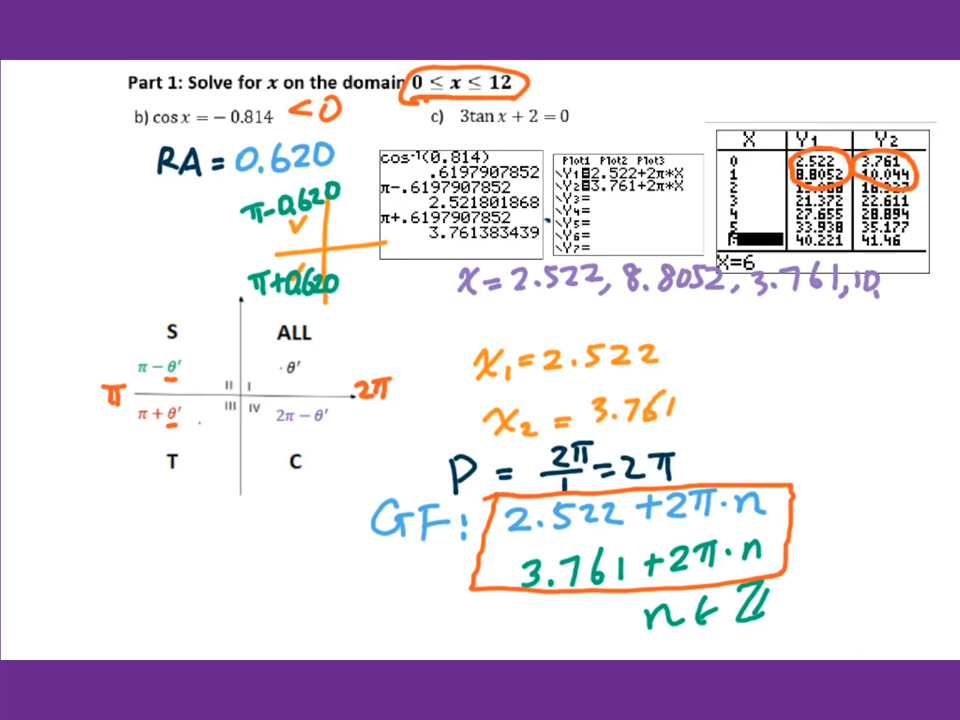 Part 1: Solve for x on the domain 0 ≤ x ≤ 12
b) cos x = − 0.814 < 0
c) 3tan x + 2 = 0
RA = 0.620
π-0.620
π+0.620
cos⁻¹(0.814)
.6197907852
π-.6197907852
2.521801868
π+.6197907852
3.761383439
Plot1 Plot2 Plot3
\Y1=2.522+2π*X
\Y2=3.761+2π*X
\Y3=
\Y4=
\Y5=
\Y6=
\Y7=
X Y1 Y2
0 2.522 3.761
1 8.8052 10.044
2
3 21.372 22.611
4 27.655 28.894
5 33.938 35.177
40.221 41.46
X=6
x = 2.522, 8.8052, 3.761, 10.
S ALL
π − θ' θ'
II I
π 2π
III IV
π + θ' 2π − θ'
T C
x1 = 2.522
x2 = 3.761
P = 2π/1 = 2π
GF: 2.522 + 2π · n
3.761 + 2π · n
n ∈ ℤ